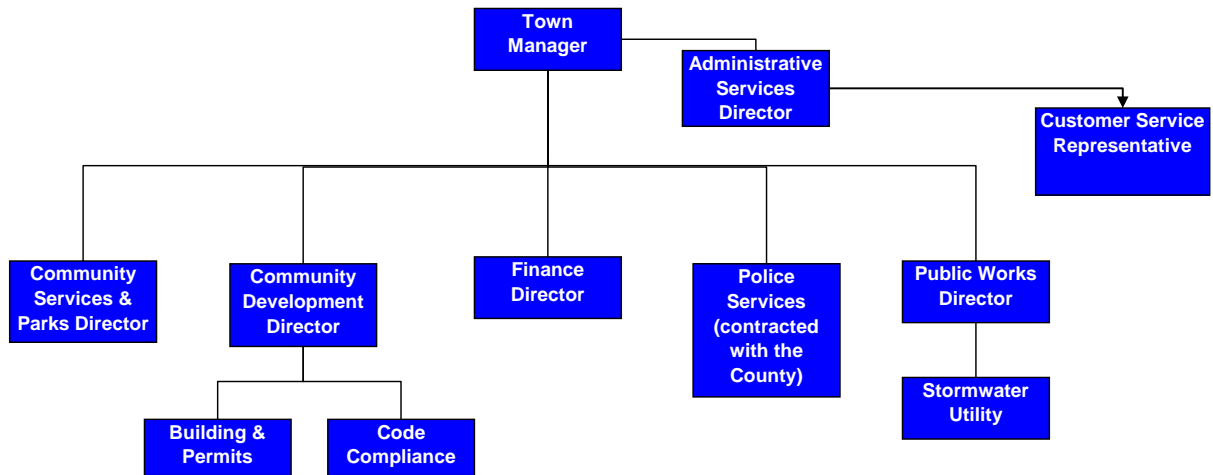 Town
Manager
Administrative
Services
Director
Customer Service
Representative
Community
Services &
Parks Director
Community
Development
Director
Finance
Director
Police
Services
(contracted
with the
County)
Public Works
Director
Building &
Permits
Code
Compliance
Stormwater
Utility